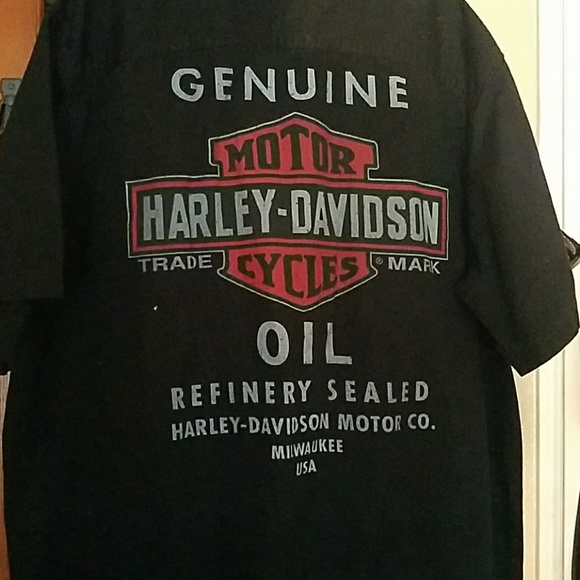 GENUINE
MOTOR
HARLEY-DAVIDSON
TRADE CYCLES ® MARK
OIL
REFINERY SEALED
HARLEY-DAVIDSON MOTOR CO.
MILWAUKEE
USA